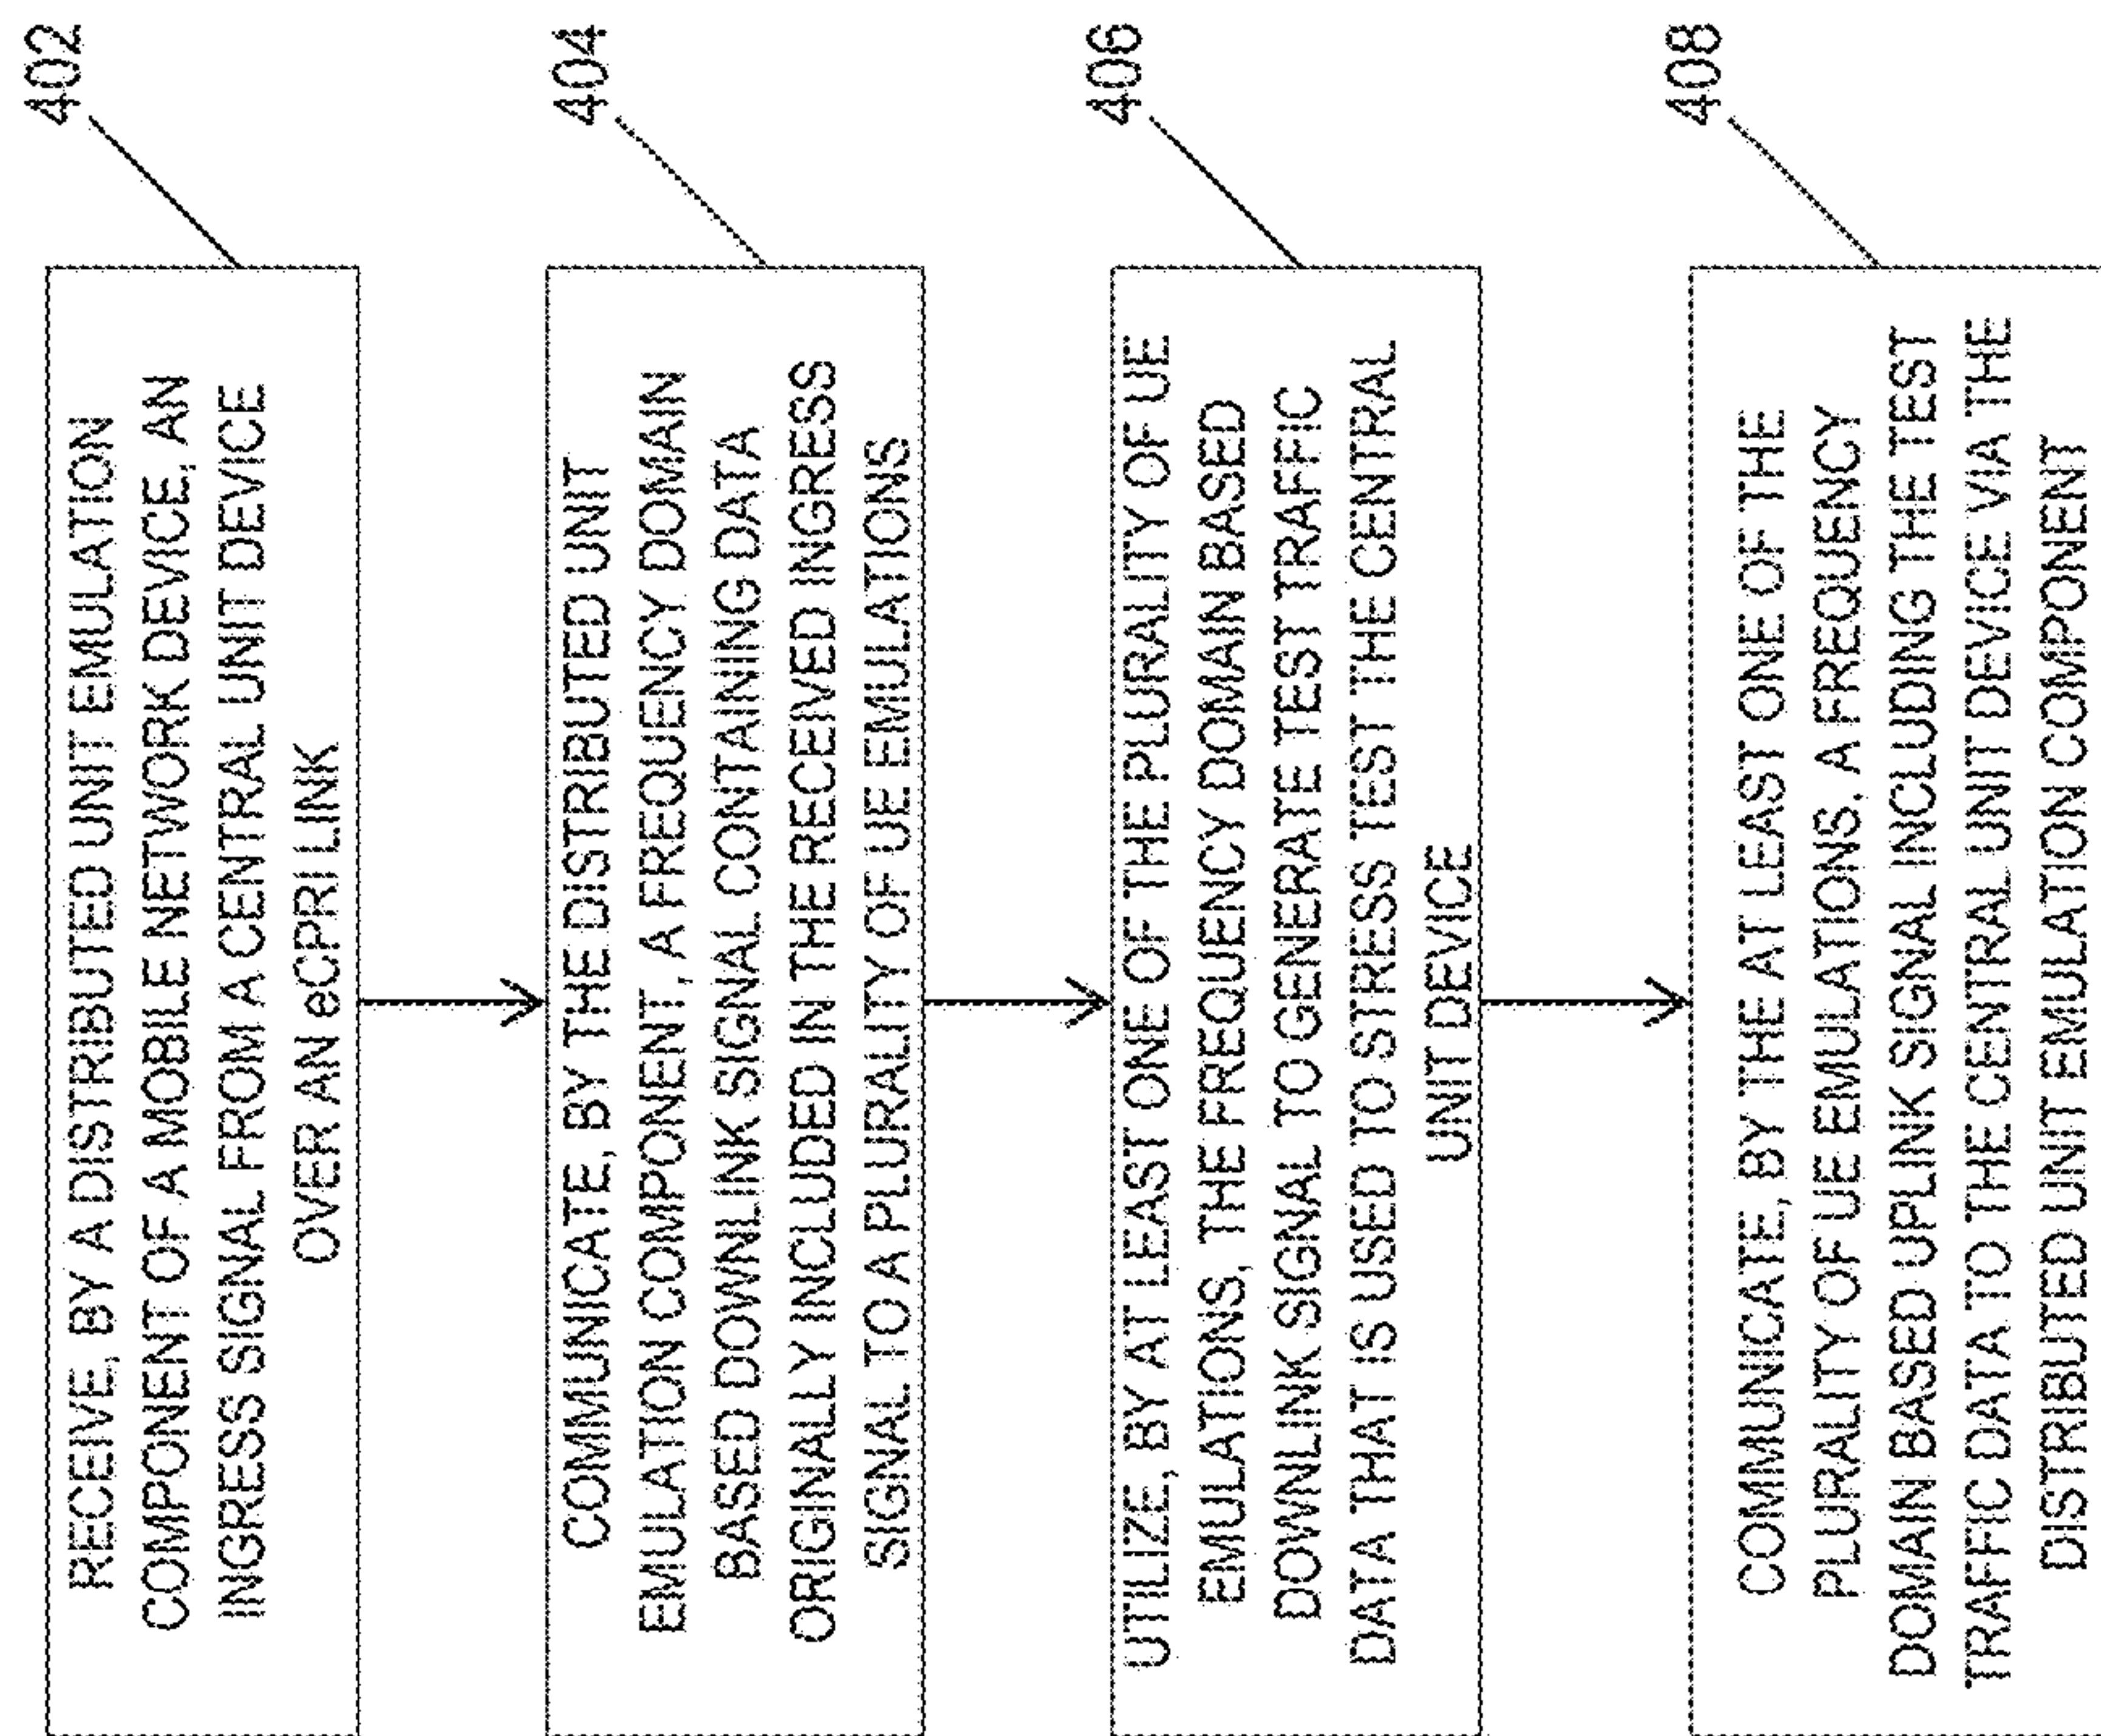 402
RECEIVE, BY A DISTRIBUTED UNIT EMULATION
COMPONENT OF A MOBILE NETWORK DEVICE, AN
INGRESS SIGNAL FROM A CENTRAL UNIT DEVICE
OVER AN eCPRI LINK
404
COMMUNICATE, BY THE DISTRIBUTED UNIT
EMULATION COMPONENT, A FREQUENCY DOMAIN
BASED DOWNLINK SIGNAL CONTAINING DATA
ORIGINALLY INCLUDED IN THE RECEIVED INGRESS
SIGNAL TO A PLURALITY OF UE EMULATIONS
406
UTILIZE, BY AT LEAST ONE OF THE PLURALITY OF UE
EMULATIONS, THE FREQUENCY DOMAIN BASED
DOWNLINK SIGNAL TO GENERATE TEST TRAFFIC
DATA THAT IS USED TO STRESS TEST THE CENTRAL
UNIT DEVICE
408
COMMUNICATE, BY THE AT LEAST ONE OF THE
PLURALITY OF UE EMULATIONS, A FREQUENCY
DOMAIN BASED UPLINK SIGNAL INCLUDING THE TEST
TRAFFIC DATA TO THE CENTRAL UNIT DEVICE VIA THE
DISTRIBUTED UNIT EMULATION COMPONENT